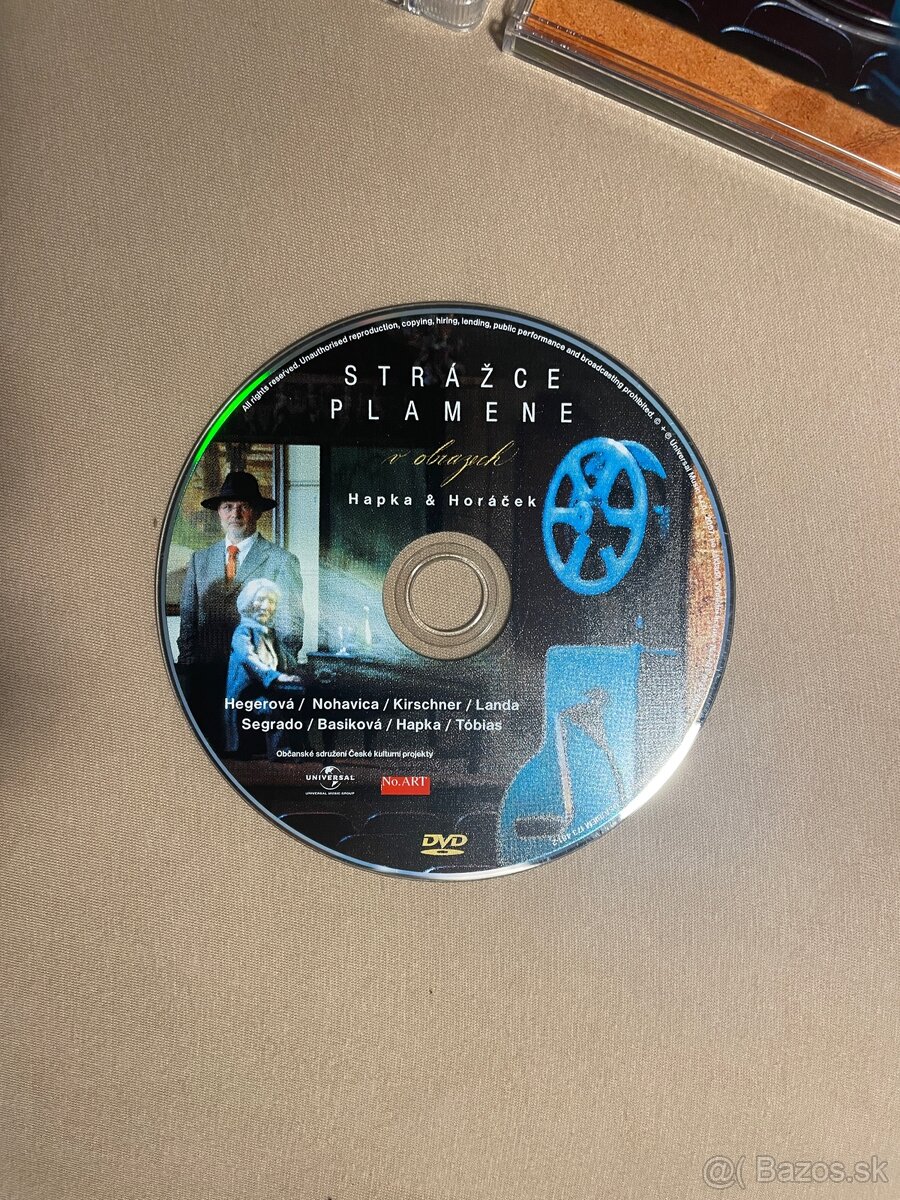 All rights reserved. Unauthorised reproduction, copying, hiring, lending, public performance and broadcasting prohibited. © + ℗ Universal Music
STRÁŽCE
PLAMENE
v obrazech
Hapka & Horáček
Hegerová / Nohavica / Kirschner / Landa
Segrado / Basiková / Hapka / Tóbias
Občanské sdružení České kulturní projekty
UNIVERSAL
UNIVERSAL MUSIC GROUP
No.ART
DVD
@( Bazos.sk